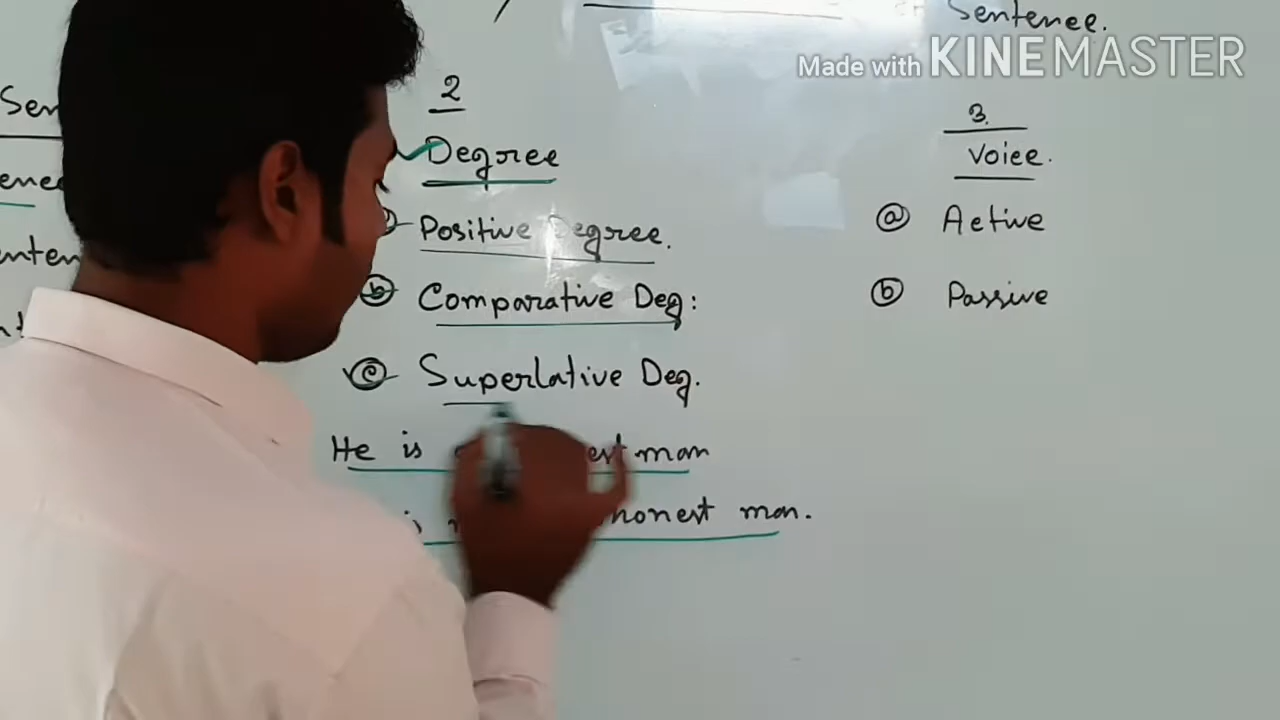 Sentence.
Made with KINEMASTER
2
3.
Degree
Voice.
Positive Degree.
ⓐ Active
ⓑ Comparative Deg:
ⓑ Passive
ⓒ Superlative Deg.
He is man
is honest man.